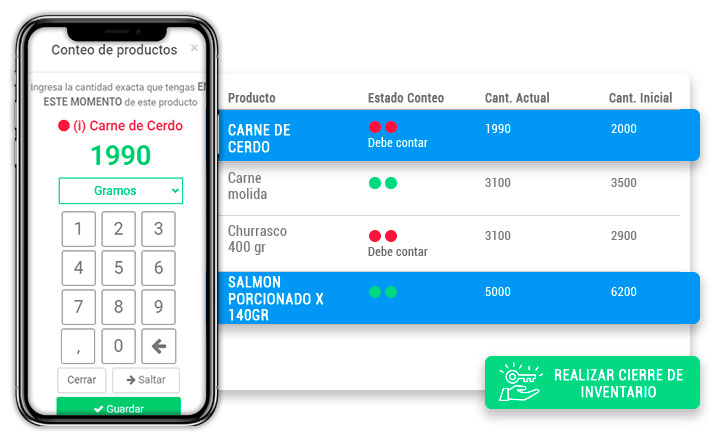 Conteo de productos ×
Ingresa la cantidad exacta que tengas EN
ESTE MOMENTO de este producto
(i) Carne de Cerdo
1990
Gramos
1 2 3
4 5 6
7 8 9
, 0
Cerrar Saltar
Guardar
Producto Estado Conteo Cant. Actual Cant. Inicial
CARNE DE
CERDO
Debe contar
1990 2000
Carne
molida
3100 3500
Churrasco
400 gr
Debe contar
3100 2900
SALMON
PORCIONADO X
140GR
5000 6200
REALIZAR CIERRE DE
INVENTARIO